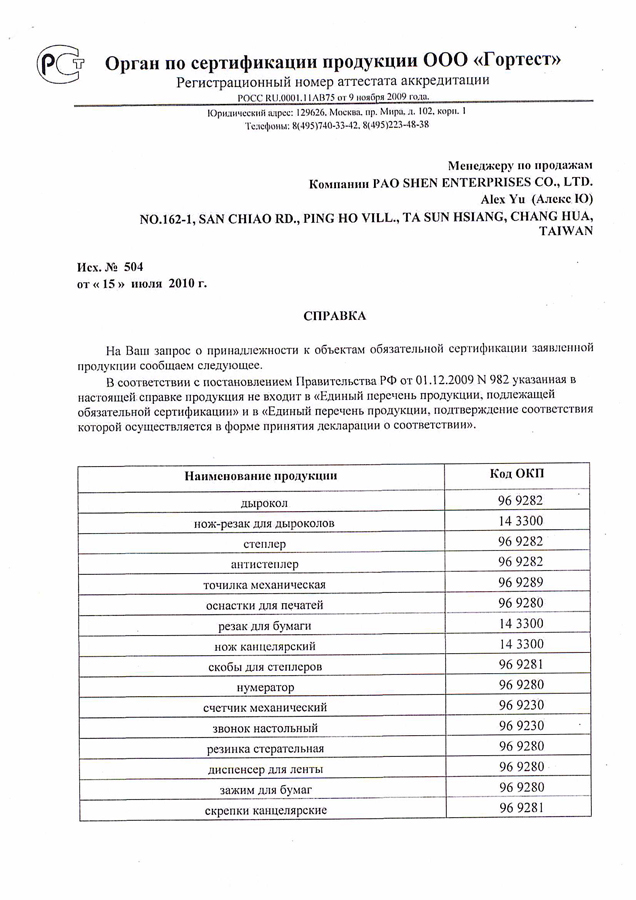 РСТ
Орган по сертификации продукции ООО «Гортест»
Регистрационный номер аттестата аккредитации
РОСС RU.0001.11АВ75 от 9 ноября 2009 года.
Юридический адрес: 129626, Москва, пр. Мира, д. 102, корп. 1
Телефоны: 8(495)740-33-42, 8(495)223-48-38
Менеджеру по продажам
Компании PAO SHEN ENTERPRISES CO., LTD.
Alex Yu (Алекс Ю)
NO.162-1, SAN CHIAO RD., PING HO VILL., TA SUN HSIANG, CHANG HUA,
TAIWAN
Исх. № 504
от « 15 » июля 2010 г.
СПРАВКА
На Ваш запрос о принадлежности к объектам обязательной сертификации заявленной
продукции сообщаем следующее.
В соответствии с постановлением Правительства РФ от 01.12.2009 N 982 указанная в
настоящей справке продукция не входит в «Единый перечень продукции, подлежащей
обязательной сертификации» и в «Единый перечень продукции, подтверждение соответствия
которой осуществляется в форме принятия декларации о соответствии».
Наименование продукции Код ОКП
дырокол 96 9282
нож-резак для дыроколов 14 3300
степлер 96 9282
антистеплер 96 9282
точилка механическая 96 9289
оснастки для печатей 96 9280
резак для бумаги 14 3300
нож канцелярский 14 3300
скобы для степлеров 96 9281
нумератор 96 9280
счетчик механический 96 9230
звонок настольный 96 9230
резинка стерательная 96 9280
диспенсер для ленты 96 9280
зажим для бумаг 96 9280
скрепки канцелярские 96 9281